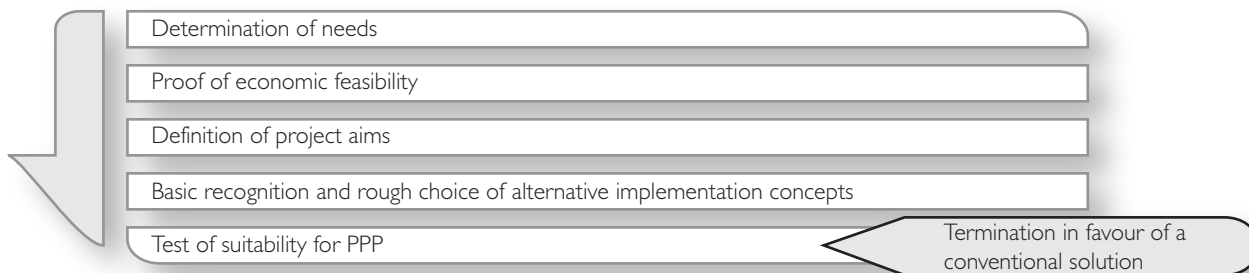 Determination of needs
Proof of economic feasibility
Definition of project aims
Basic recognition and rough choice of alternative implementation concepts
Test of suitability for PPP
Termination in favour of a
conventional solution